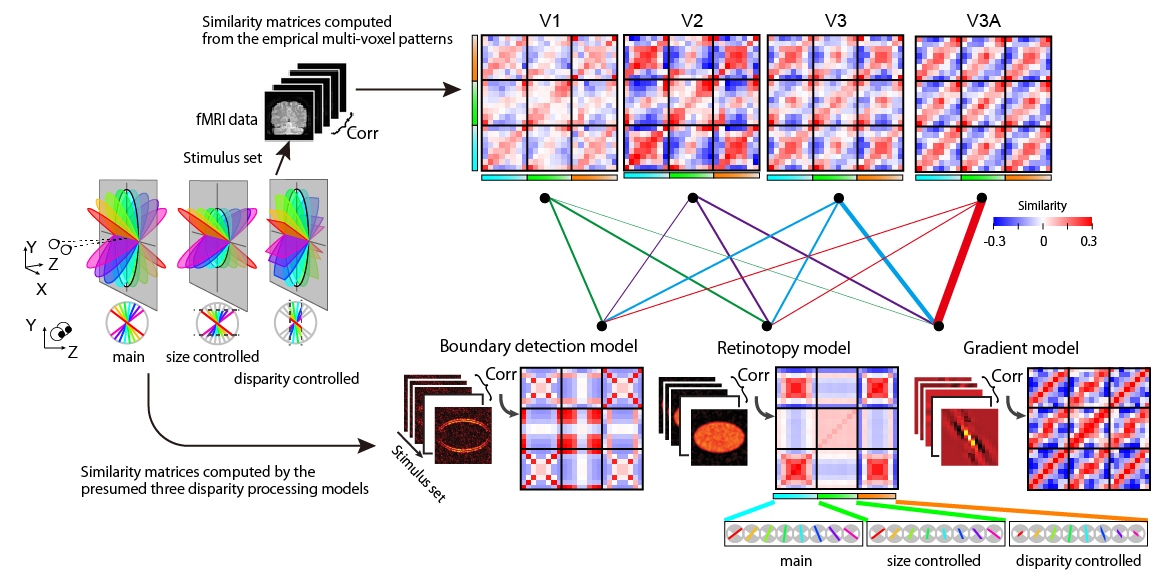 Similarity matrices computed
from the emprical multi-voxel patterns
V1
V2
V3
V3A
fMRI data
Corr
Stimulus set
Similarity
-0.3
0
0.3
Y
Z
X
Y
Z
main
size controlled
disparity controlled
Boundary detection model
Retinotopy model
Gradient model
Corr
Corr
Corr
Stimulus set
Similarity matrices computed by the
presumed three disparity processing models
main
size controlled
disparity controlled